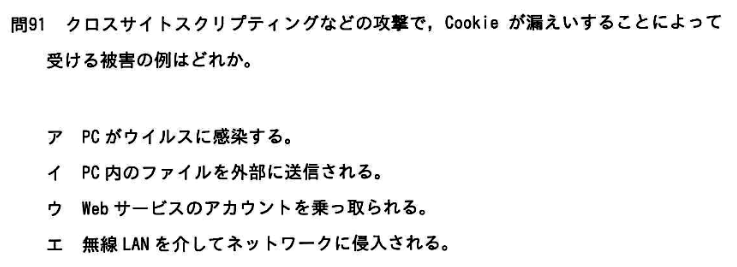 問91　クロスサイトスクリプティングなどの攻撃で，Cookie が漏えいすることによって
受ける被害の例はどれか。
ア　PC がウイルスに感染する。
イ　PC 内のファイルを外部に送信される。
ウ　Web サービスのアカウントを乗っ取られる。
エ　無線 LAN を介してネットワークに侵入される。